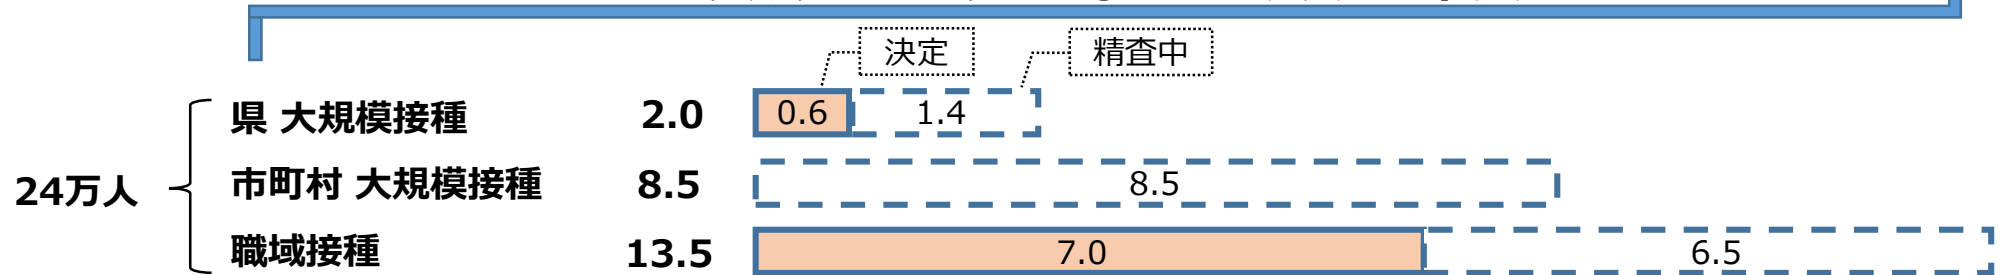 決定 精査中
県 大規模接種 2.0 0.6 1.4
24万人
市町村 大規模接種 8.5 8.5
職域接種 13.5 7.0 6.5